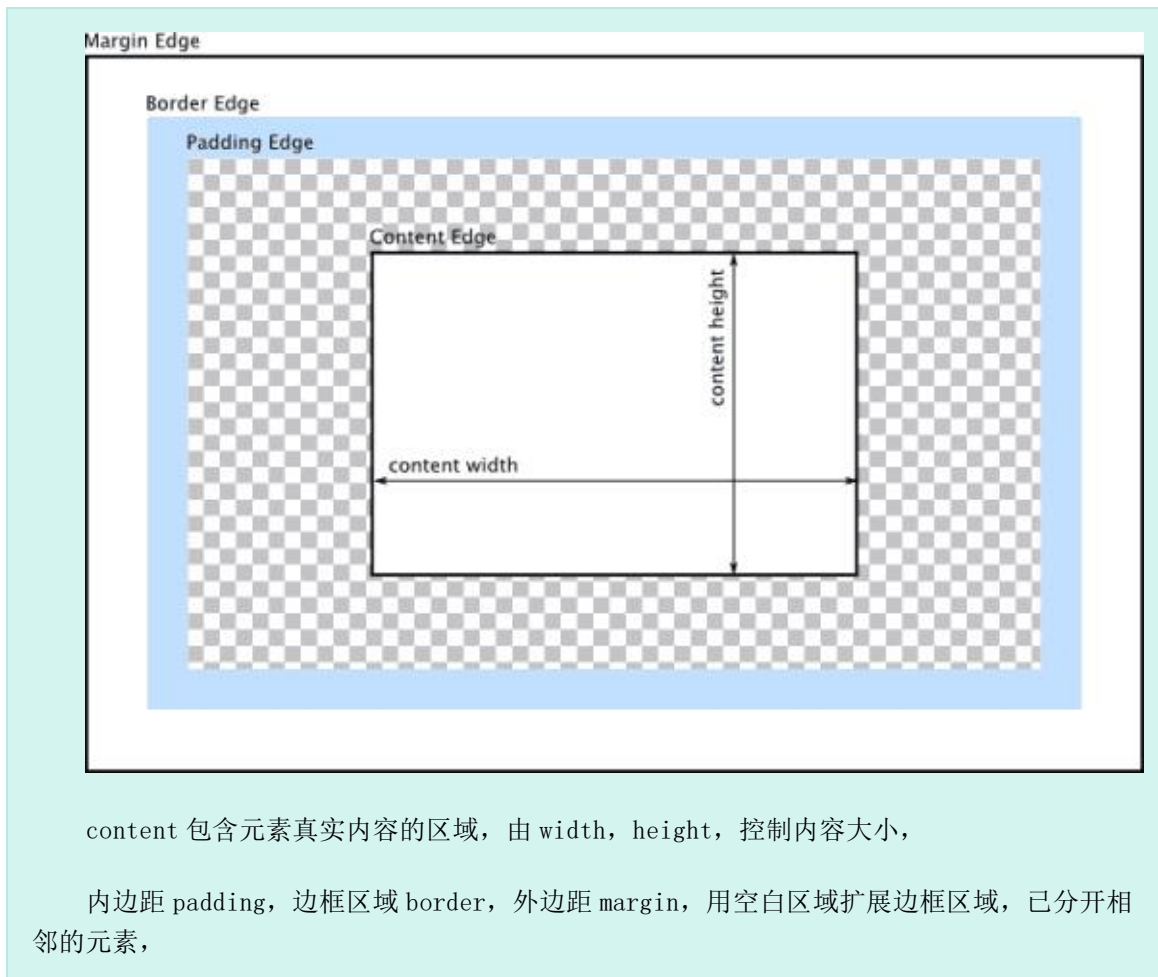 Margin Edge
Border Edge
Padding Edge
Content Edge
content height
content width
content 包含元素真实内容的区域，由 width，height，控制内容大小，
内边距 padding，边框区域 border，外边距 margin，用空白区域扩展边框区域，已分开相
邻的元素，